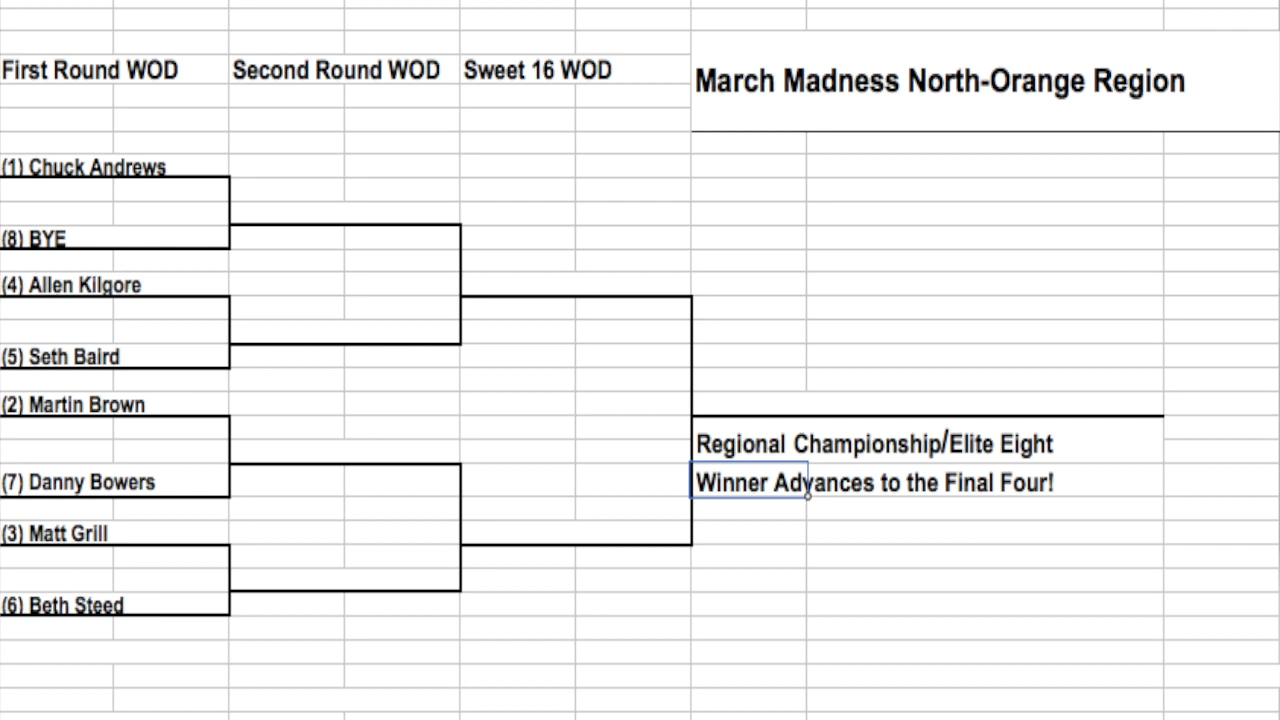 First Round WOD
Second Round WOD
Sweet 16 WOD
March Madness North-Orange Region
(1) Chuck Andrews
(8) BYE
(4) Allen Kilgore
(5) Seth Baird
(2) Martin Brown
(7) Danny Bowers
(3) Matt Grill
(6) Beth Steed
Regional Championship/Elite Eight
Winner Advances to the Final Four!